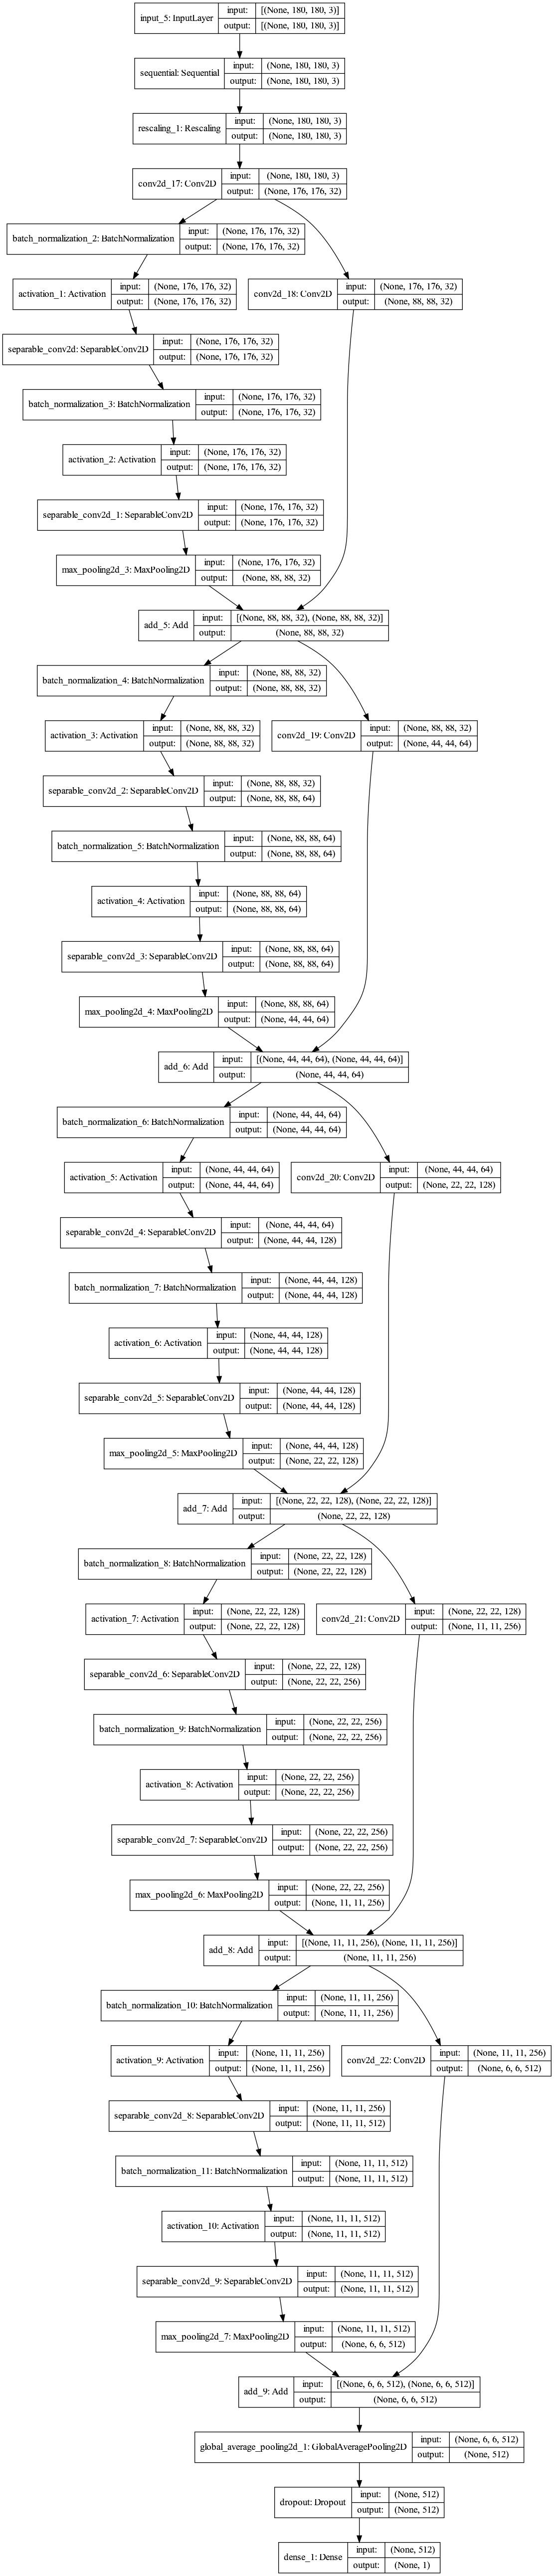 input_5: InputLayer
input: [(None, 180, 180, 3)]
output: [(None, 180, 180, 3)]
sequential: Sequential
input: (None, 180, 180, 3)
output: (None, 180, 180, 3)
rescaling_1: Rescaling
input: (None, 180, 180, 3)
output: (None, 180, 180, 3)
conv2d_17: Conv2D
input: (None, 180, 180, 3)
output: (None, 176, 176, 32)
batch_normalization_2: BatchNormalization
input: (None, 176, 176, 32)
output: (None, 176, 176, 32)
activation_1: Activation
input: (None, 176, 176, 32)
output: (None, 176, 176, 32)
conv2d_18: Conv2D
input: (None, 176, 176, 32)
output: (None, 88, 88, 32)
separable_conv2d: SeparableConv2D
input: (None, 176, 176, 32)
output: (None, 176, 176, 32)
batch_normalization_3: BatchNormalization
input: (None, 176, 176, 32)
output: (None, 176, 176, 32)
activation_2: Activation
input: (None, 176, 176, 32)
output: (None, 176, 176, 32)
separable_conv2d_1: SeparableConv2D
input: (None, 176, 176, 32)
output: (None, 176, 176, 32)
max_pooling2d_3: MaxPooling2D
input: (None, 176, 176, 32)
output: (None, 88, 88, 32)
add_5: Add
input: [(None, 88, 88, 32), (None, 88, 88, 32)]
output: (None, 88, 88, 32)
batch_normalization_4: BatchNormalization
input: (None, 88, 88, 32)
output: (None, 88, 88, 32)
activation_3: Activation
input: (None, 88, 88, 32)
output: (None, 88, 88, 32)
conv2d_19: Conv2D
input: (None, 88, 88, 32)
output: (None, 44, 44, 64)
separable_conv2d_2: SeparableConv2D
input: (None, 88, 88, 32)
output: (None, 88, 88, 64)
batch_normalization_5: BatchNormalization
input: (None, 88, 88, 64)
output: (None, 88, 88, 64)
activation_4: Activation
input: (None, 88, 88, 64)
output: (None, 88, 88, 64)
separable_conv2d_3: SeparableConv2D
input: (None, 88, 88, 64)
output: (None, 88, 88, 64)
max_pooling2d_4: MaxPooling2D
input: (None, 88, 88, 64)
output: (None, 44, 44, 64)
add_6: Add
input: [(None, 44, 44, 64), (None, 44, 44, 64)]
output: (None, 44, 44, 64)
batch_normalization_6: BatchNormalization
input: (None, 44, 44, 64)
output: (None, 44, 44, 64)
activation_5: Activation
input: (None, 44, 44, 64)
output: (None, 44, 44, 64)
conv2d_20: Conv2D
input: (None, 44, 44, 64)
output: (None, 22, 22, 128)
separable_conv2d_4: SeparableConv2D
input: (None, 44, 44, 64)
output: (None, 44, 44, 128)
batch_normalization_7: BatchNormalization
input: (None, 44, 44, 128)
output: (None, 44, 44, 128)
activation_6: Activation
input: (None, 44, 44, 128)
output: (None, 44, 44, 128)
separable_conv2d_5: SeparableConv2D
input: (None, 44, 44, 128)
output: (None, 44, 44, 128)
max_pooling2d_5: MaxPooling2D
input: (None, 44, 44, 128)
output: (None, 22, 22, 128)
add_7: Add
input: [(None, 22, 22, 128), (None, 22, 22, 128)]
output: (None, 22, 22, 128)
batch_normalization_8: BatchNormalization
input: (None, 22, 22, 128)
output: (None, 22, 22, 128)
activation_7: Activation
input: (None, 22, 22, 128)
output: (None, 22, 22, 128)
conv2d_21: Conv2D
input: (None, 22, 22, 128)
output: (None, 11, 11, 256)
separable_conv2d_6: SeparableConv2D
input: (None, 22, 22, 128)
output: (None, 22, 22, 256)
batch_normalization_9: BatchNormalization
input: (None, 22, 22, 256)
output: (None, 22, 22, 256)
activation_8: Activation
input: (None, 22, 22, 256)
output: (None, 22, 22, 256)
separable_conv2d_7: SeparableConv2D
input: (None, 22, 22, 256)
output: (None, 22, 22, 256)
max_pooling2d_6: MaxPooling2D
input: (None, 22, 22, 256)
output: (None, 11, 11, 256)
add_8: Add
input: [(None, 11, 11, 256), (None, 11, 11, 256)]
output: (None, 11, 11, 256)
batch_normalization_10: BatchNormalization
input: (None, 11, 11, 256)
output: (None, 11, 11, 256)
activation_9: Activation
input: (None, 11, 11, 256)
output: (None, 11, 11, 256)
conv2d_22: Conv2D
input: (None, 11, 11, 256)
output: (None, 6, 6, 512)
separable_conv2d_8: SeparableConv2D
input: (None, 11, 11, 256)
output: (None, 11, 11, 512)
batch_normalization_11: BatchNormalization
input: (None, 11, 11, 512)
output: (None, 11, 11, 512)
activation_10: Activation
input: (None, 11, 11, 512)
output: (None, 11, 11, 512)
separable_conv2d_9: SeparableConv2D
input: (None, 11, 11, 512)
output: (None, 11, 11, 512)
max_pooling2d_7: MaxPooling2D
input: (None, 11, 11, 512)
output: (None, 6, 6, 512)
add_9: Add
input: [(None, 6, 6, 512), (None, 6, 6, 512)]
output: (None, 6, 6, 512)
global_average_pooling2d_1: GlobalAveragePooling2D
input: (None, 6, 6, 512)
output: (None, 512)
dropout: Dropout
input: (None, 512)
output: (None, 512)
dense_1: Dense
input: (None, 512)
output: (None, 1)